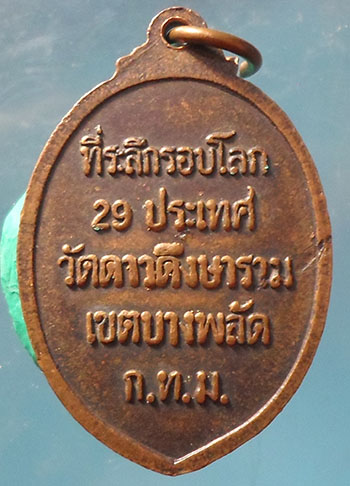 ที่ระลึกรอบโลก
29 ประเทศ
วัดดาวดึงษาราม
เขตบางพลัด
ก.ท.ม.